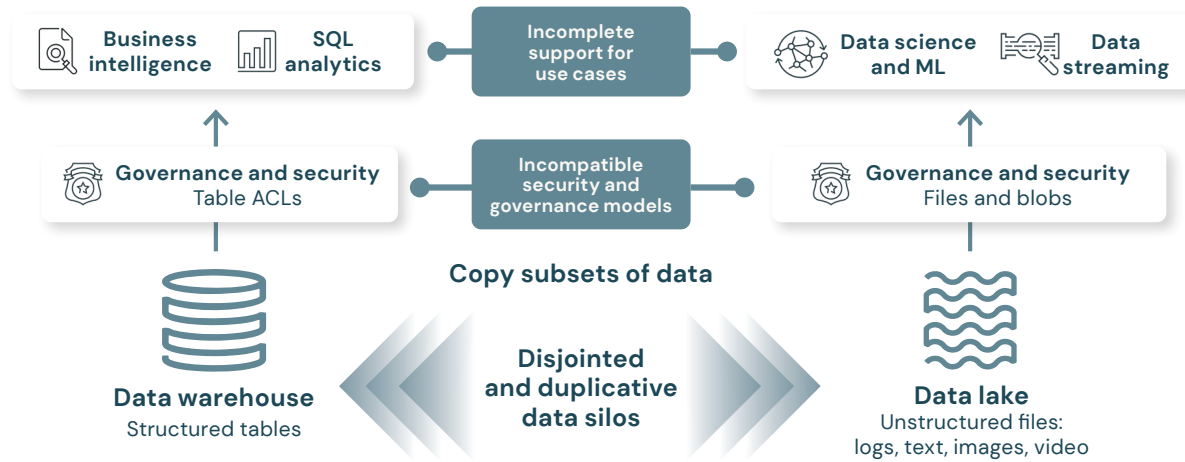 Business
intelligence
SQL
analytics
Incomplete
support for
use cases
Data science
and ML
Data
streaming
Governance and security
Table ACLs
Incompatible
security and
governance models
Governance and security
Files and blobs
Copy subsets of data
Disjointed
and duplicative
data silos
Data warehouse
Structured tables
Data lake
Unstructured files:
logs, text, images, video